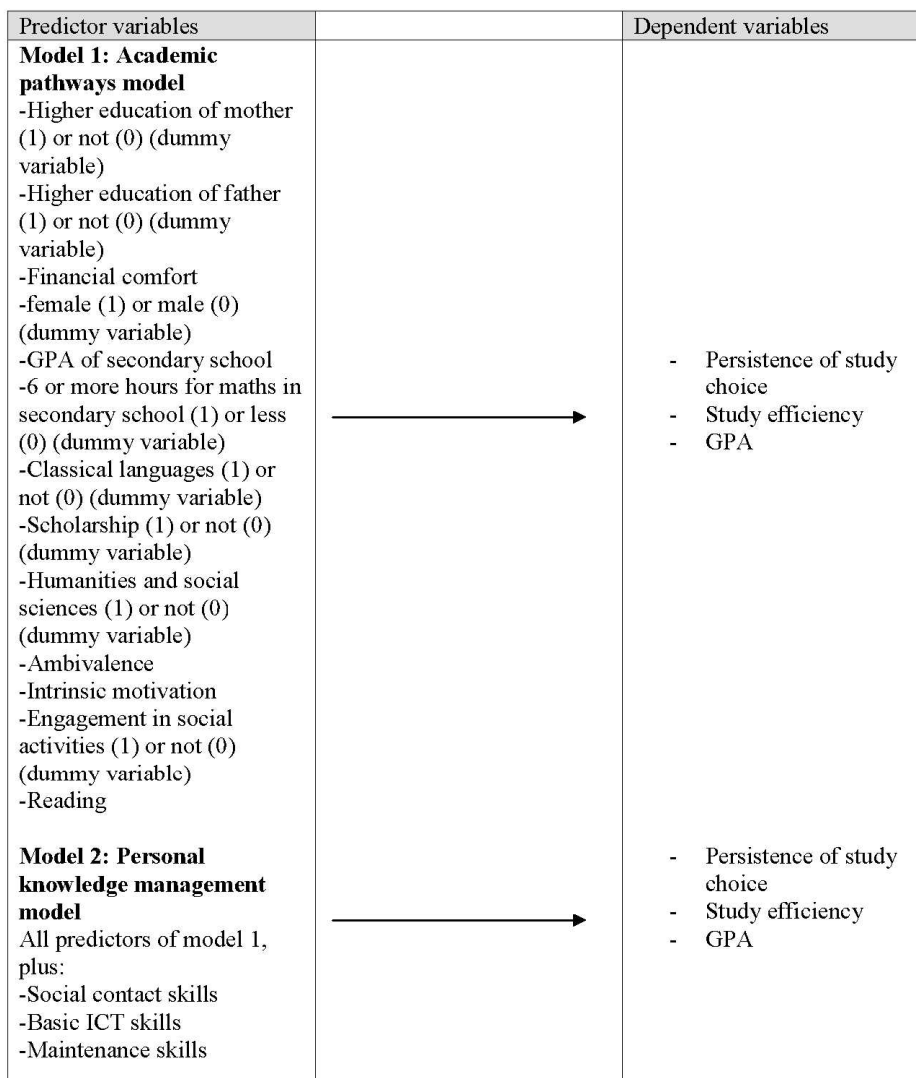 Predictor variables
Dependent variables
Model 1: Academic
pathways model
-Higher education of mother
(1) or not (0) (dummy
variable)
-Higher education of father
(1) or not (0) (dummy
variable)
-Financial comfort
-female (1) or male (0)
(dummy variable)
-GPA of secondary school
-6 or more hours for maths in
secondary school (1) or less
(0) (dummy variable)
-Classical languages (1) or
not (0) (dummy variable)
-Scholarship (1) or not (0)
(dummy variable)
-Humanities and social
sciences (1) or not (0)
(dummy variable)
-Ambivalence
-Intrinsic motivation
-Engagement in social
activities (1) or not (0)
(dummy variable)
-Reading
- Persistence of study
choice
- Study efficiency
- GPA
Model 2: Personal
knowledge management
model
All predictors of model 1,
plus:
-Social contact skills
-Basic ICT skills
-Maintenance skills
- Persistence of study
choice
- Study efficiency
- GPA